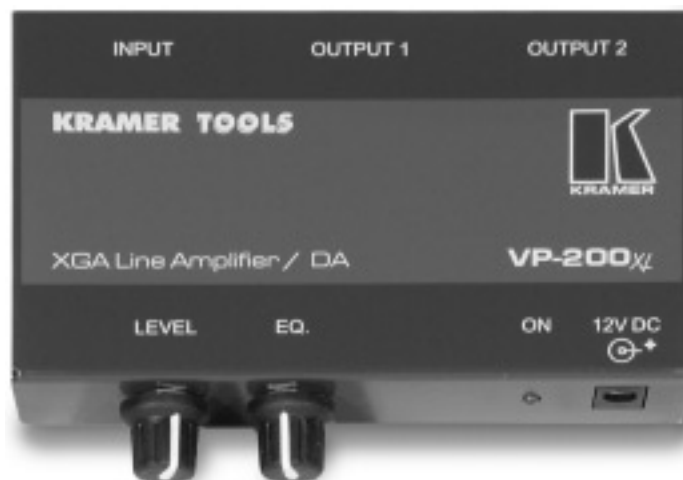 INPUT OUTPUT 1 OUTPUT 2
KRAMER TOOLS
K
KRAMER
XGA Line Amplifier / DA VP-200XL
LEVEL EQ. ON 12V DC